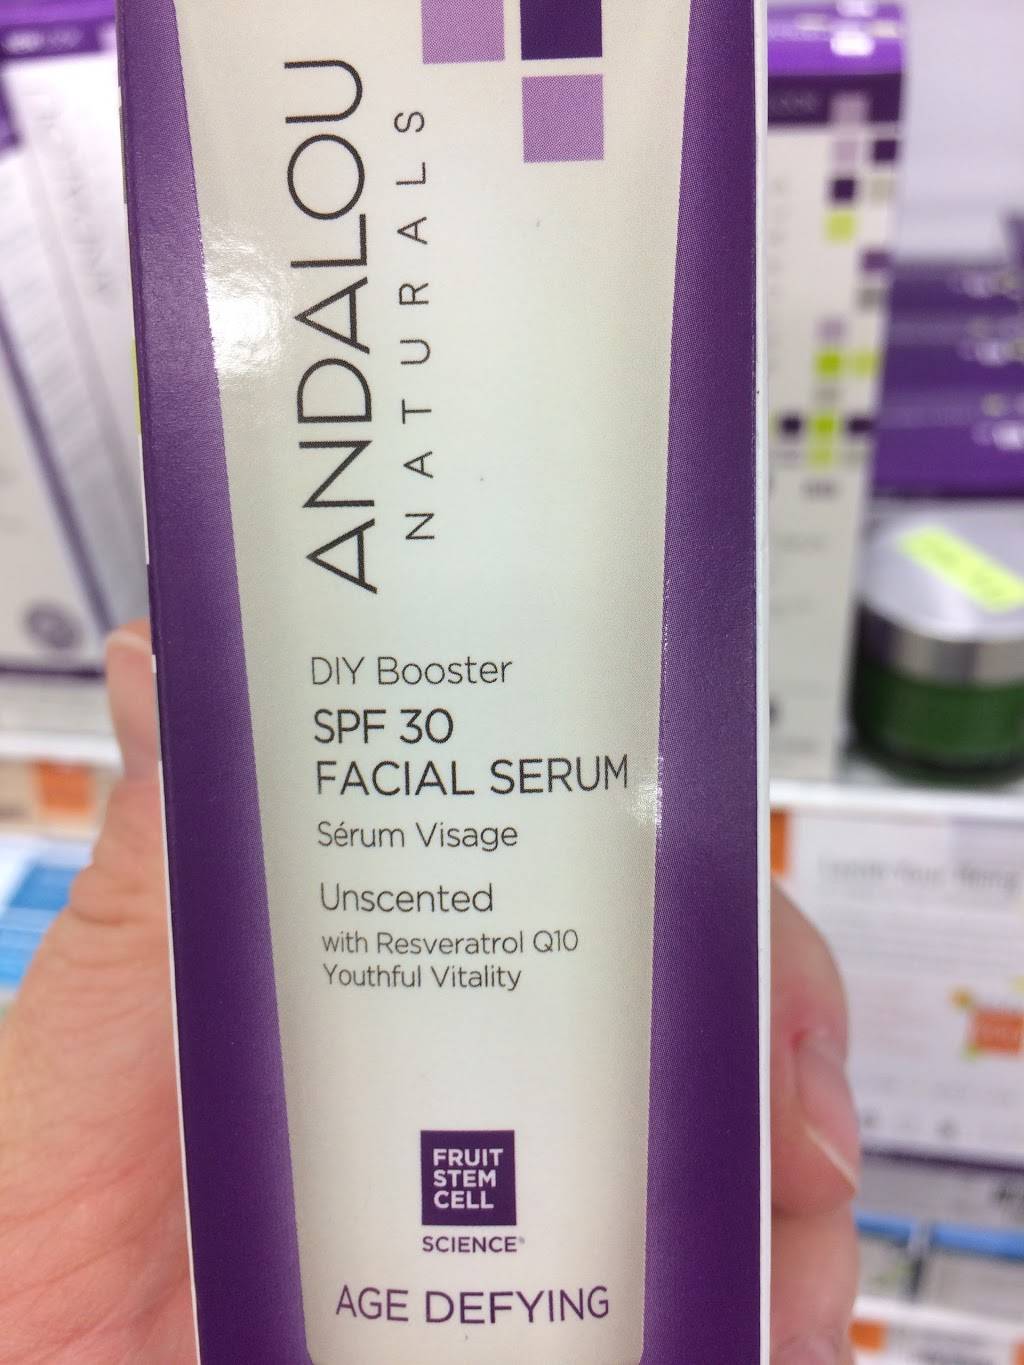 ANDALOU
NATURALS
DIY Booster
SPF 30
FACIAL SERUM
Sérum Visage
Unscented
with Resveratrol Q10
Youthful Vitality
FRUIT
STEM
CELL
SCIENCE®
AGE DEFYING